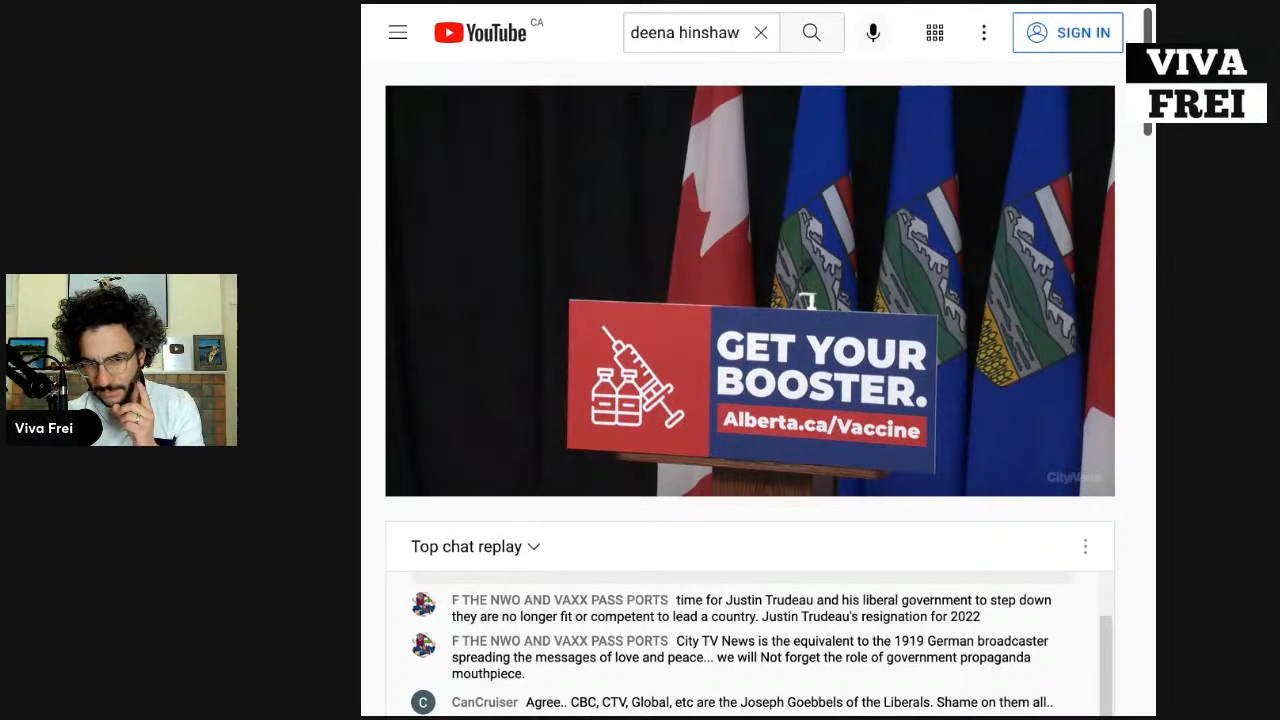 YouTube CA
deena hinshaw
SIGN IN
VIVA
FREI
GET YOUR
BOOSTER.
Alberta.ca/Vaccine
CityNews
Viva Frei
Top chat replay
F THE NWO AND VAXX PASS PORTS time for Justin Trudeau and his liberal government to step down
they are no longer fit or competent to lead a country. Justin Trudeau's resignation for 2022
F THE NWO AND VAXX PASS PORTS City TV News is the equivalent to the 1919 German broadcaster
spreading the messages of love and peace... we will Not forget the role of government propaganda
mouthpiece.
C CanCruiser Agree.. CBC, CTV, Global, etc are the Joseph Goebbels of the Liberals. Shame on them all..